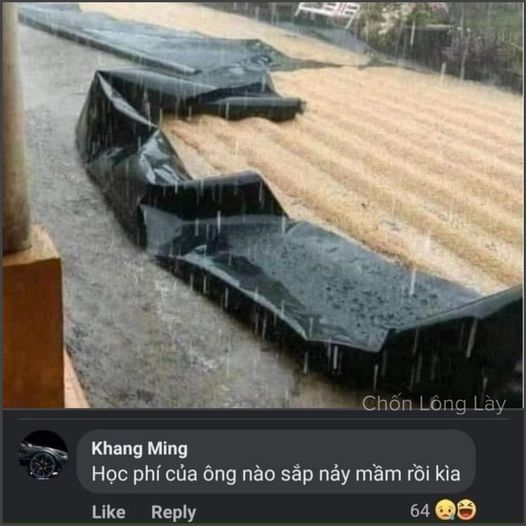 Chốn Lông Lày
Khang Ming
Học phí của ông nào sắp nảy mầm rồi kìa
Like Reply 64